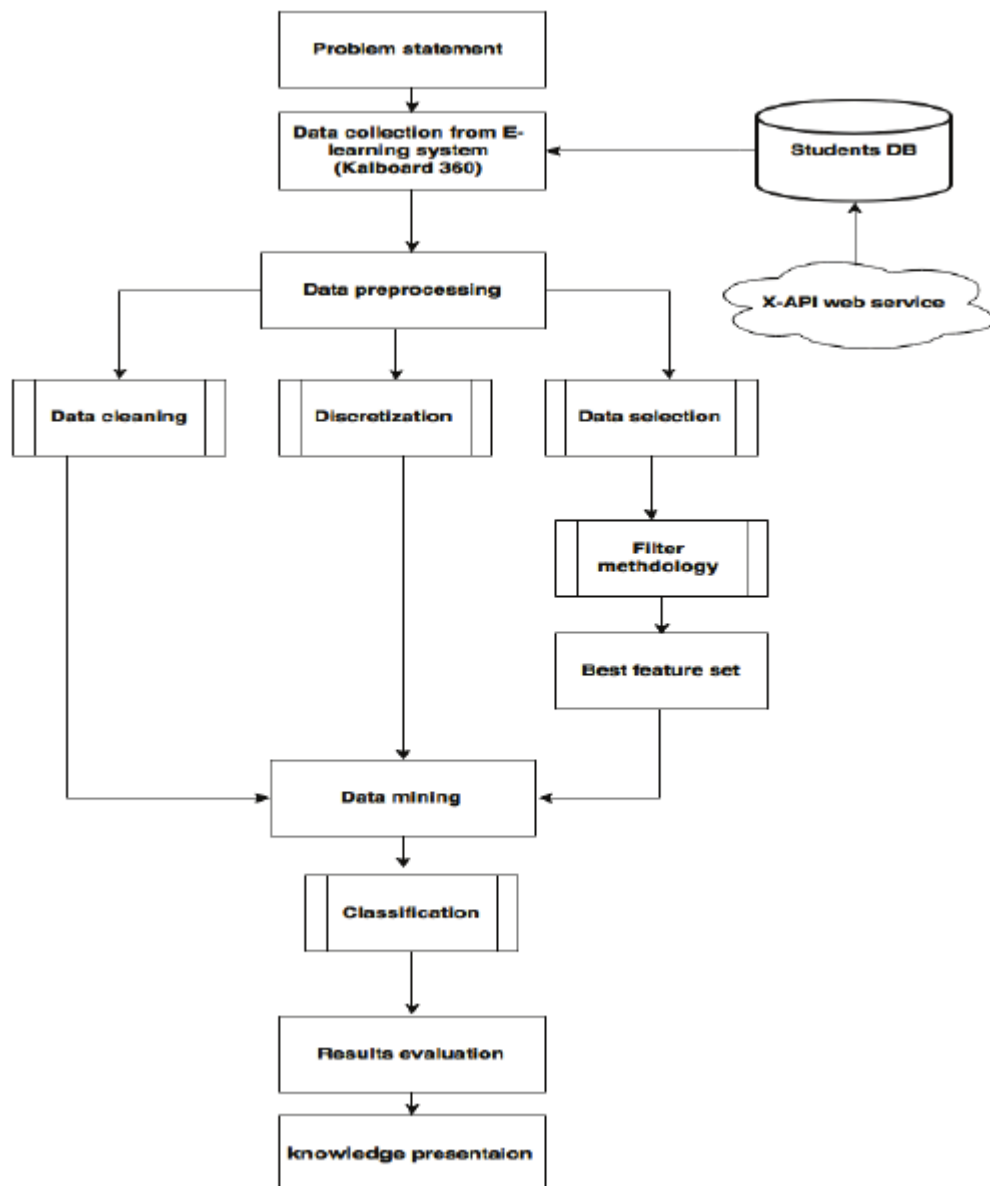 Problem statement
Data collection from E-
learning system
(Kalboard 360)
Students DB
X-API web service
Data preprocessing
Data cleaning
Discretization
Data selection
Filter
methdology
Best feature set
Data mining
Classification
Results evaluation
knowledge presentaion